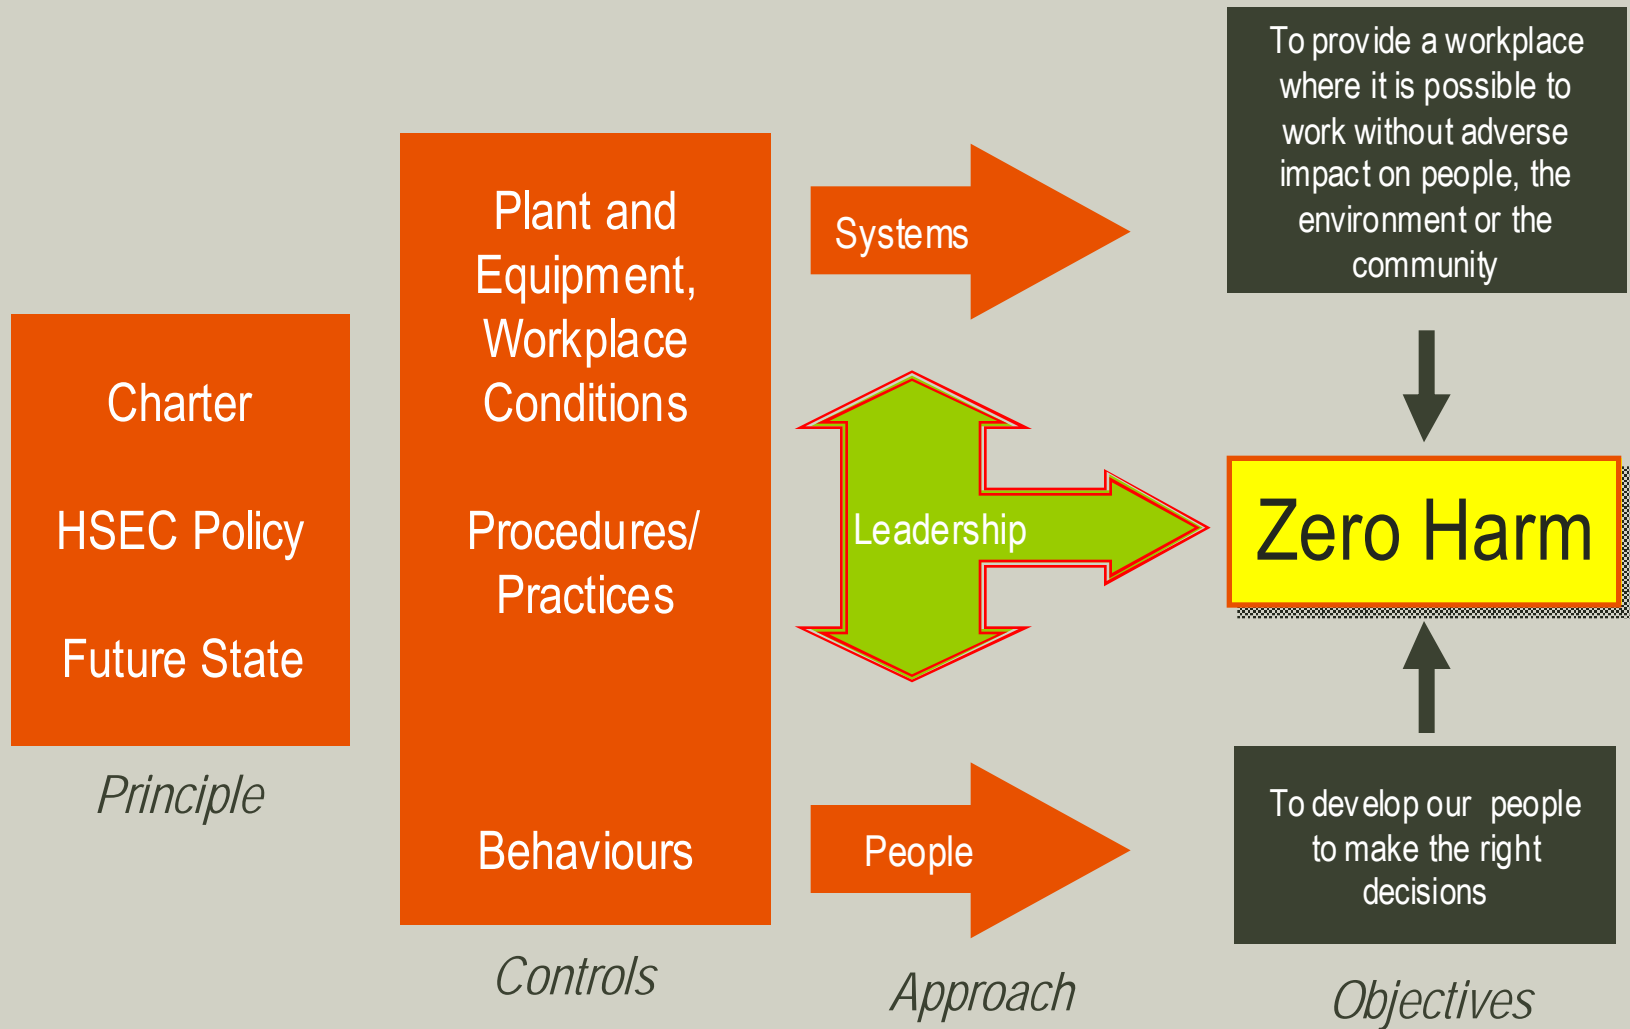 Charter
HSEC Policy
Future State
Principle
Plant and
Equipment,
Workplace
Conditions
Procedures/
Practices
Behaviours
Controls
Systems
Leadership
People
Approach
To provide a workplace
where it is possible to
work without adverse
impact on people, the
environment or the
community
Zero Harm
To develop our people
to make the right
decisions
Objectives